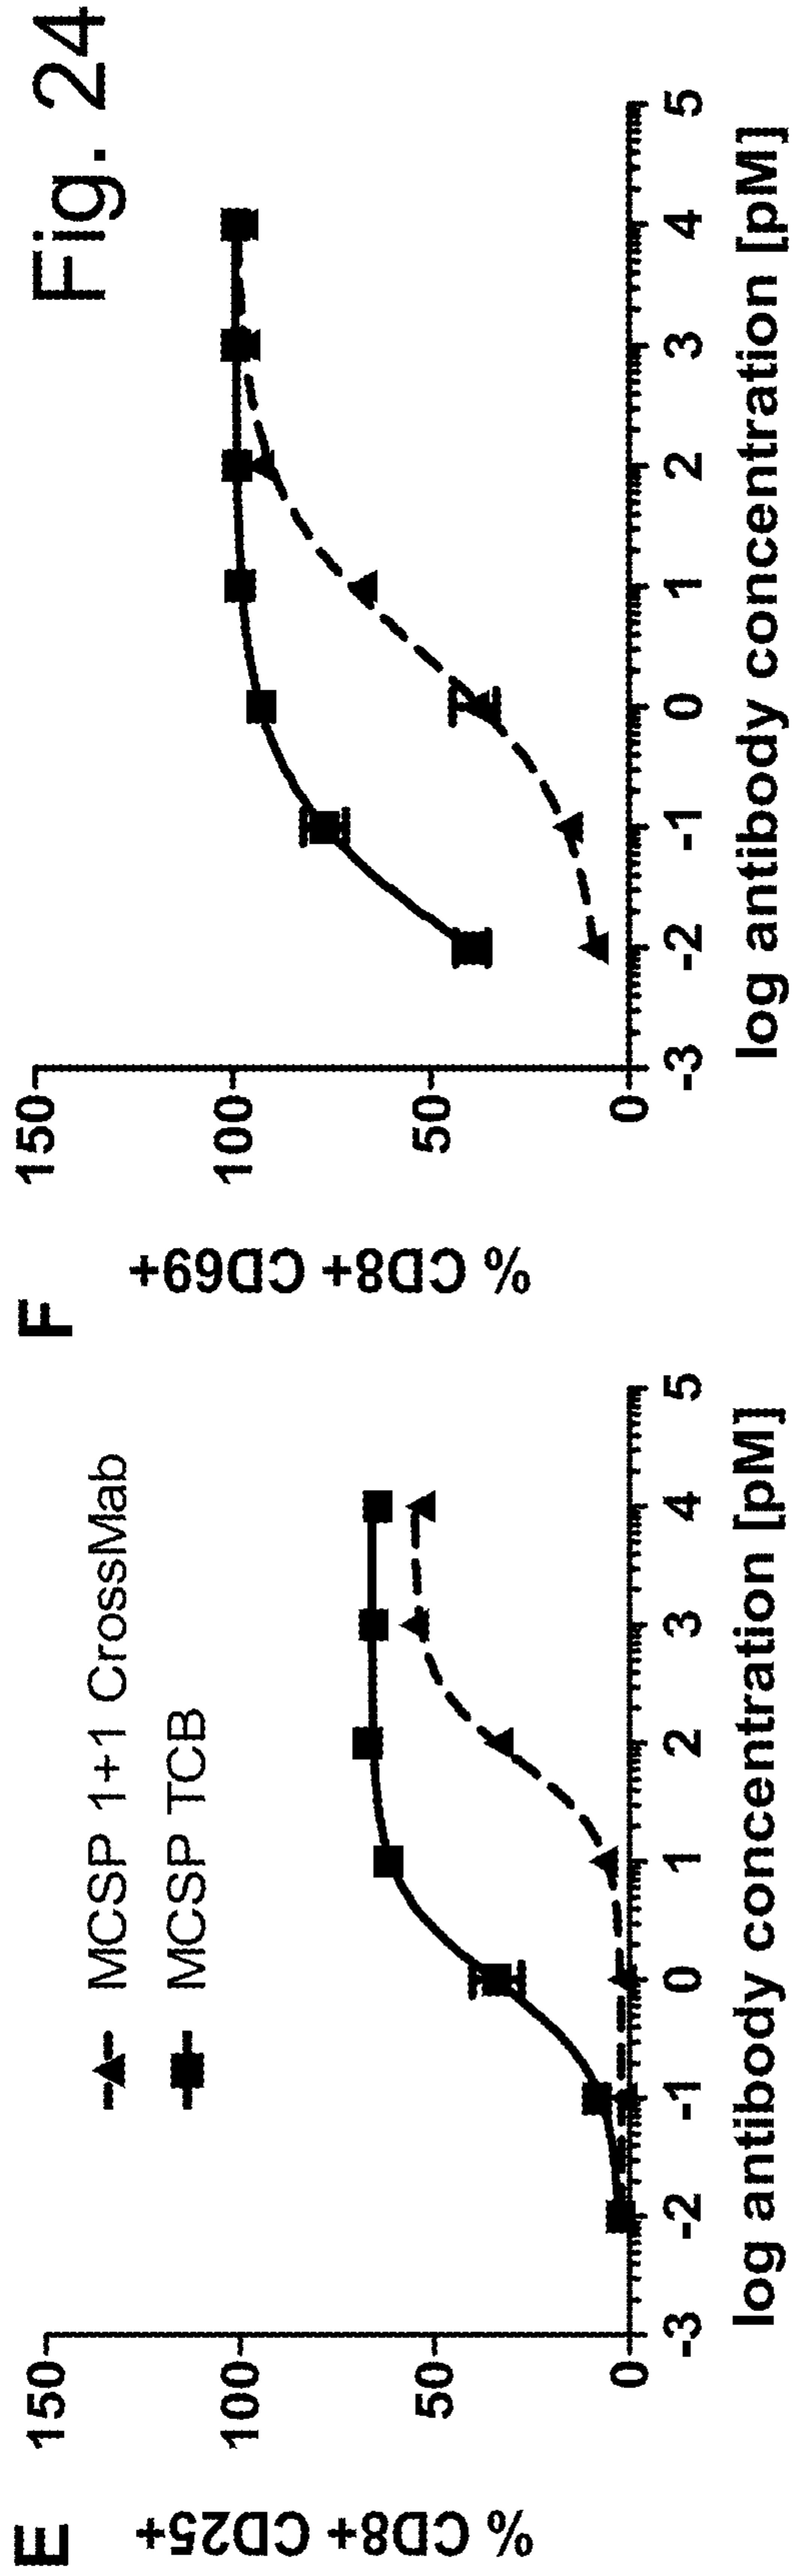 Fig. 24
E
% CD8+ CD25+
150
100
50
0
-3 -2 -1 0 1 2 3 4 5
log antibody concentration [pM]
MCSP 1+1 CrossMab
MCSP TCB
F
% CD8+ CD69+
150
100
50
0
-3 -2 -1 0 1 2 3 4 5
log antibody concentration [pM]